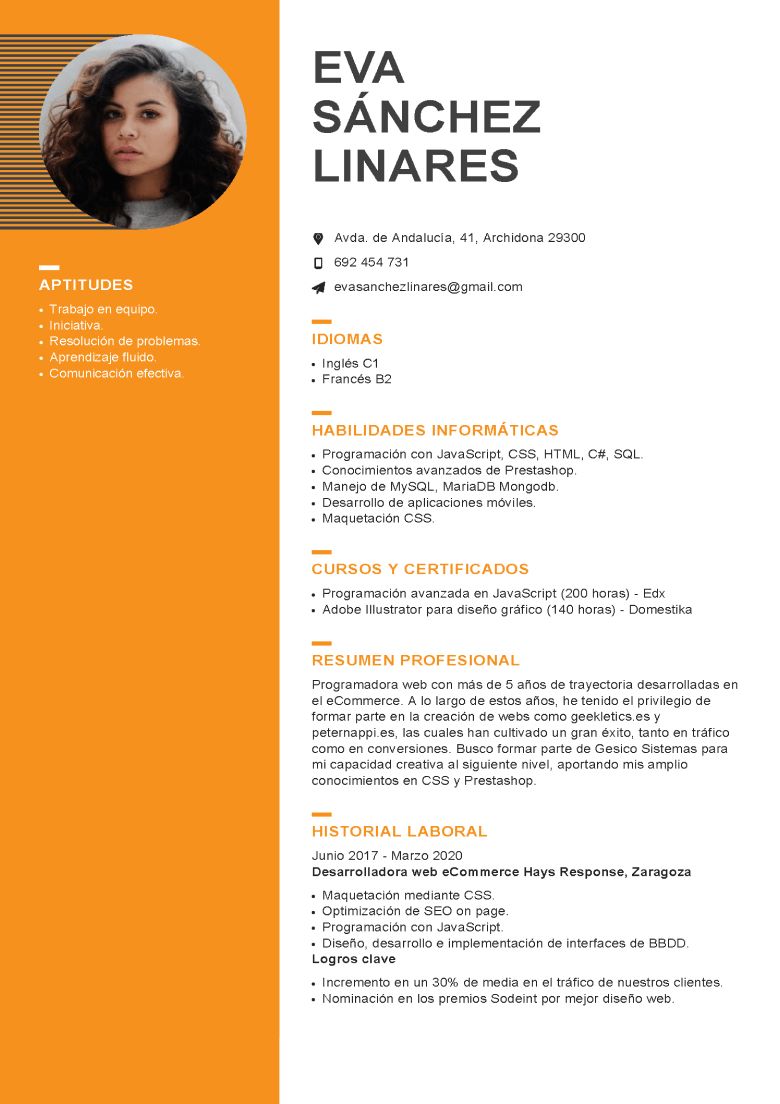 EVA
SÁNCHEZ
LINARES
Avda. de Andalucía, 41, Archidona 29300
692 454 731
evasanchezlinares@gmail.com
APTITUDES
• Trabajo en equipo.
• Iniciativa.
• Resolución de problemas.
• Aprendizaje fluido.
• Comunicación efectiva.
IDIOMAS
• Inglés C1
• Francés B2
HABILIDADES INFORMÁTICAS
• Programación con JavaScript, CSS, HTML, C#, SQL.
• Conocimientos avanzados de Prestashop.
• Manejo de MySQL, MariaDB Mongodb.
• Desarrollo de aplicaciones móviles.
• Maquetación CSS.
CURSOS Y CERTIFICADOS
• Programación avanzada en JavaScript (200 horas) - Edx
• Adobe Illustrator para diseño gráfico (140 horas) - Domestika
RESUMEN PROFESIONAL
Programadora web con más de 5 años de trayectoria desarrolladas en
el eCommerce. A lo largo de estos años, he tenido el privilegio de
formar parte en la creación de webs como geekletics.es y
peternappi.es, las cuales han cultivado un gran éxito, tanto en tráfico
como en conversiones. Busco formar parte de Gesico Sistemas para
mi capacidad creativa al siguiente nivel, aportando mis amplio
conocimientos en CSS y Prestashop.
HISTORIAL LABORAL
Junio 2017 - Marzo 2020
Desarrolladora web eCommerce Hays Response, Zaragoza
• Maquetación mediante CSS.
• Optimización de SEO on page.
• Programación con JavaScript.
• Diseño, desarrollo e implementación de interfaces de BBDD.
Logros clave
• Incremento en un 30% de media en el tráfico de nuestros clientes.
• Nominación en los premios Sodeint por mejor diseño web.